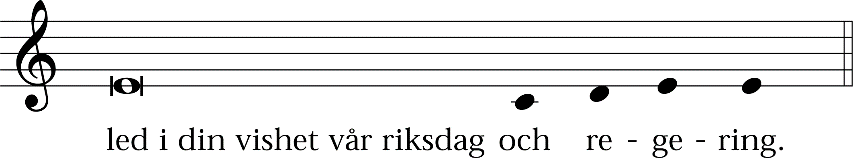 led i din vishet vår riksdag och re - ge - ring.